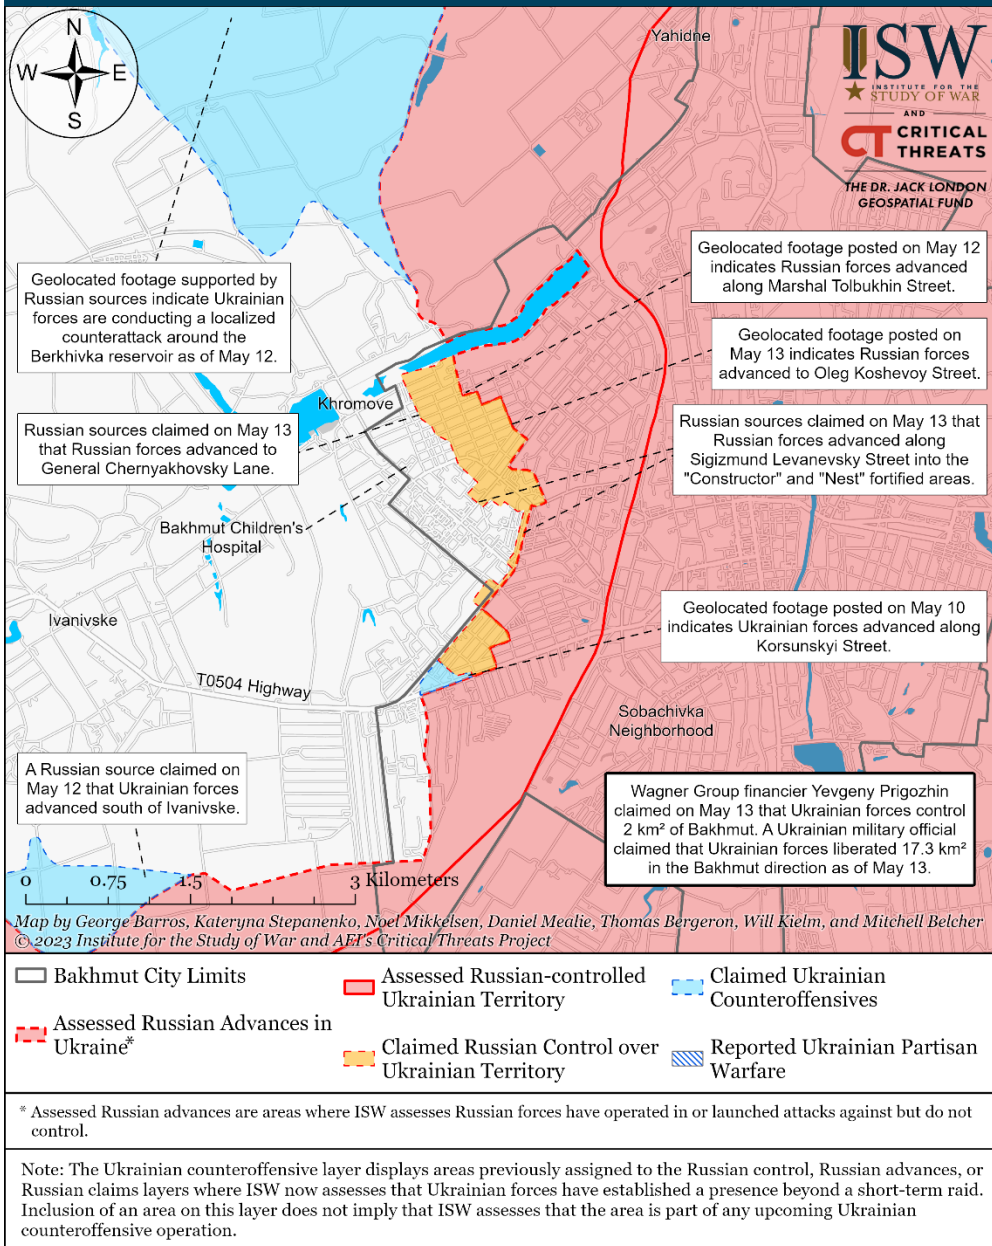 N
W
E
S
Yahidne
ISW
INSTITUTE FOR THE
STUDY OF WAR
AND
CT CRITICAL
THREATS
THE DR. JACK LONDON
GEOSPATIAL FUND
Geolocated footage posted on May 12
indicates Russian forces advanced
along Marshal Tolbukhin Street.
Geolocated footage supported by
Russian sources indicate Ukrainian
forces are conducting a localized
counterattack around the
Berkhivka reservoir as of May 12.
Geolocated footage posted on
May 13 indicates Russian forces
advanced to Oleg Koshevoy Street.
Khromove
Russian sources claimed on May 13
that Russian forces advanced to
General Chernyakhovsky Lane.
Russian sources claimed on May 13 that
Russian forces advanced along
Sigizmund Levanevsky Street into the
"Constructor" and "Nest" fortified areas.
Bakhmut Children's
Hospital
Ivanivske
Geolocated footage posted on May 10
indicates Ukrainian forces advanced along
Korsunskyi Street.
T0504 Highway
Sobachivka
Neighborhood
A Russian source claimed on
May 12 that Ukrainian forces
advanced south of Ivanivske.
Wagner Group financier Yevgeny Prigozhin
claimed on May 13 that Ukrainian forces control
2 km² of Bakhmut. A Ukrainian military official
claimed that Ukrainian forces liberated 17.3 km²
in the Bakhmut direction as of May 13.
0 0.75 1.5 3 Kilometers
Map by George Barros, Kateryna Stepanenko, Noel Mikkelsen, Daniel Mealie, Thomas Bergeron, Will Kielm, and Mitchell Belcher
© 2023 Institute for the Study of War and AEI's Critical Threats Project
Bakhmut City Limits
Assessed Russian Advances in
Ukraine*
Assessed Russian-controlled
Ukrainian Territory
Claimed Russian Control over
Ukrainian Territory
Claimed Ukrainian
Counteroffensives
Reported Ukrainian Partisan
Warfare
* Assessed Russian advances are areas where ISW assesses Russian forces have operated in or launched attacks against but do not
control.
Note: The Ukrainian counteroffensive layer displays areas previously assigned to the Russian control, Russian advances, or
Russian claims layers where ISW now assesses that Ukrainian forces have established a presence beyond a short-term raid.
Inclusion of an area on this layer does not imply that ISW assesses that the area is part of any upcoming Ukrainian
counteroffensive operation.